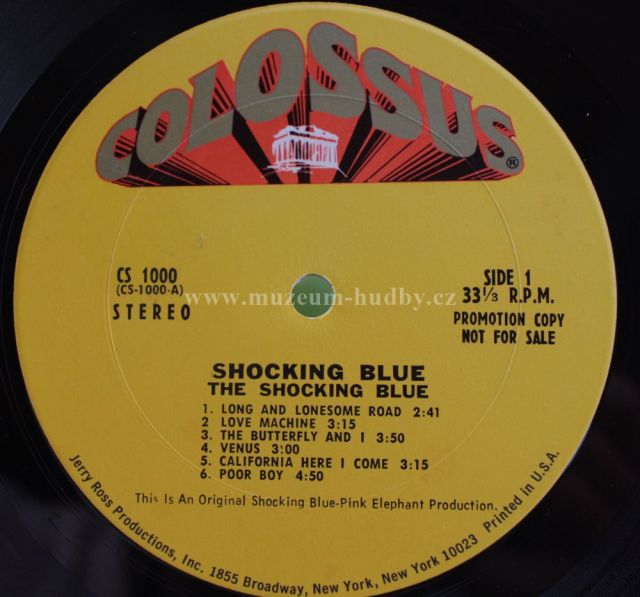 COLOSSUS®
CS 1000
(CS-1000-A)
STEREO
SIDE 1
33⅓ R.P.M.
PROMOTION COPY
NOT FOR SALE
www.muzeum-hudby.cz
SHOCKING BLUE
THE SHOCKING BLUE
1. LONG AND LONESOME ROAD 2:41
2 LOVE MACHINE 3:15
3. THE BUTTERFLY AND I 3:50
4. VENUS 3:00
5. CALIFORNIA HERE I COME 3:15
6. POOR BOY 4:50
This Is An Original Shocking Blue-Pink Elephant Production.
Jerry Ross Productions, Inc. 1855 Broadway, New York, New York 10023 Printed in U.S.A.